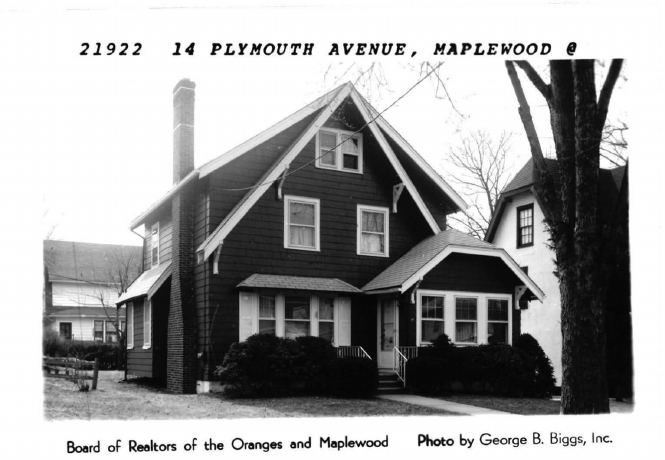 21922 14 PLYMOUTH AVENUE, MAPLEWOOD @
Board of Realtors of the Oranges and Maplewood Photo by George B. Biggs, Inc.